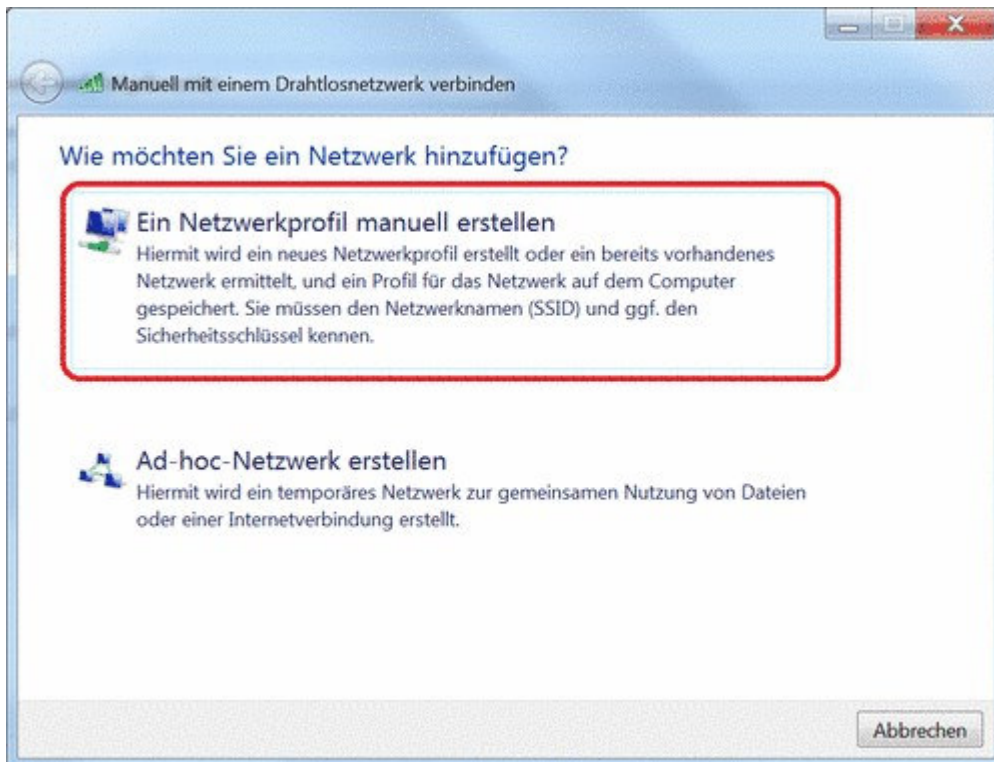 Manuell mit einem Drahtlosnetzwerk verbinden
Wie möchten Sie ein Netzwerk hinzufügen?
Ein Netzwerkprofil manuell erstellen
Hiermit wird ein neues Netzwerkprofil erstellt oder ein bereits vorhandenes
Netzwerk ermittelt, und ein Profil für das Netzwerk auf dem Computer
gespeichert. Sie müssen den Netzwerknamen (SSID) und ggf. den
Sicherheitsschlüssel kennen.
Ad-hoc-Netzwerk erstellen
Hiermit wird ein temporäres Netzwerk zur gemeinsamen Nutzung von Dateien
oder einer Internetverbindung erstellt.
Abbrechen